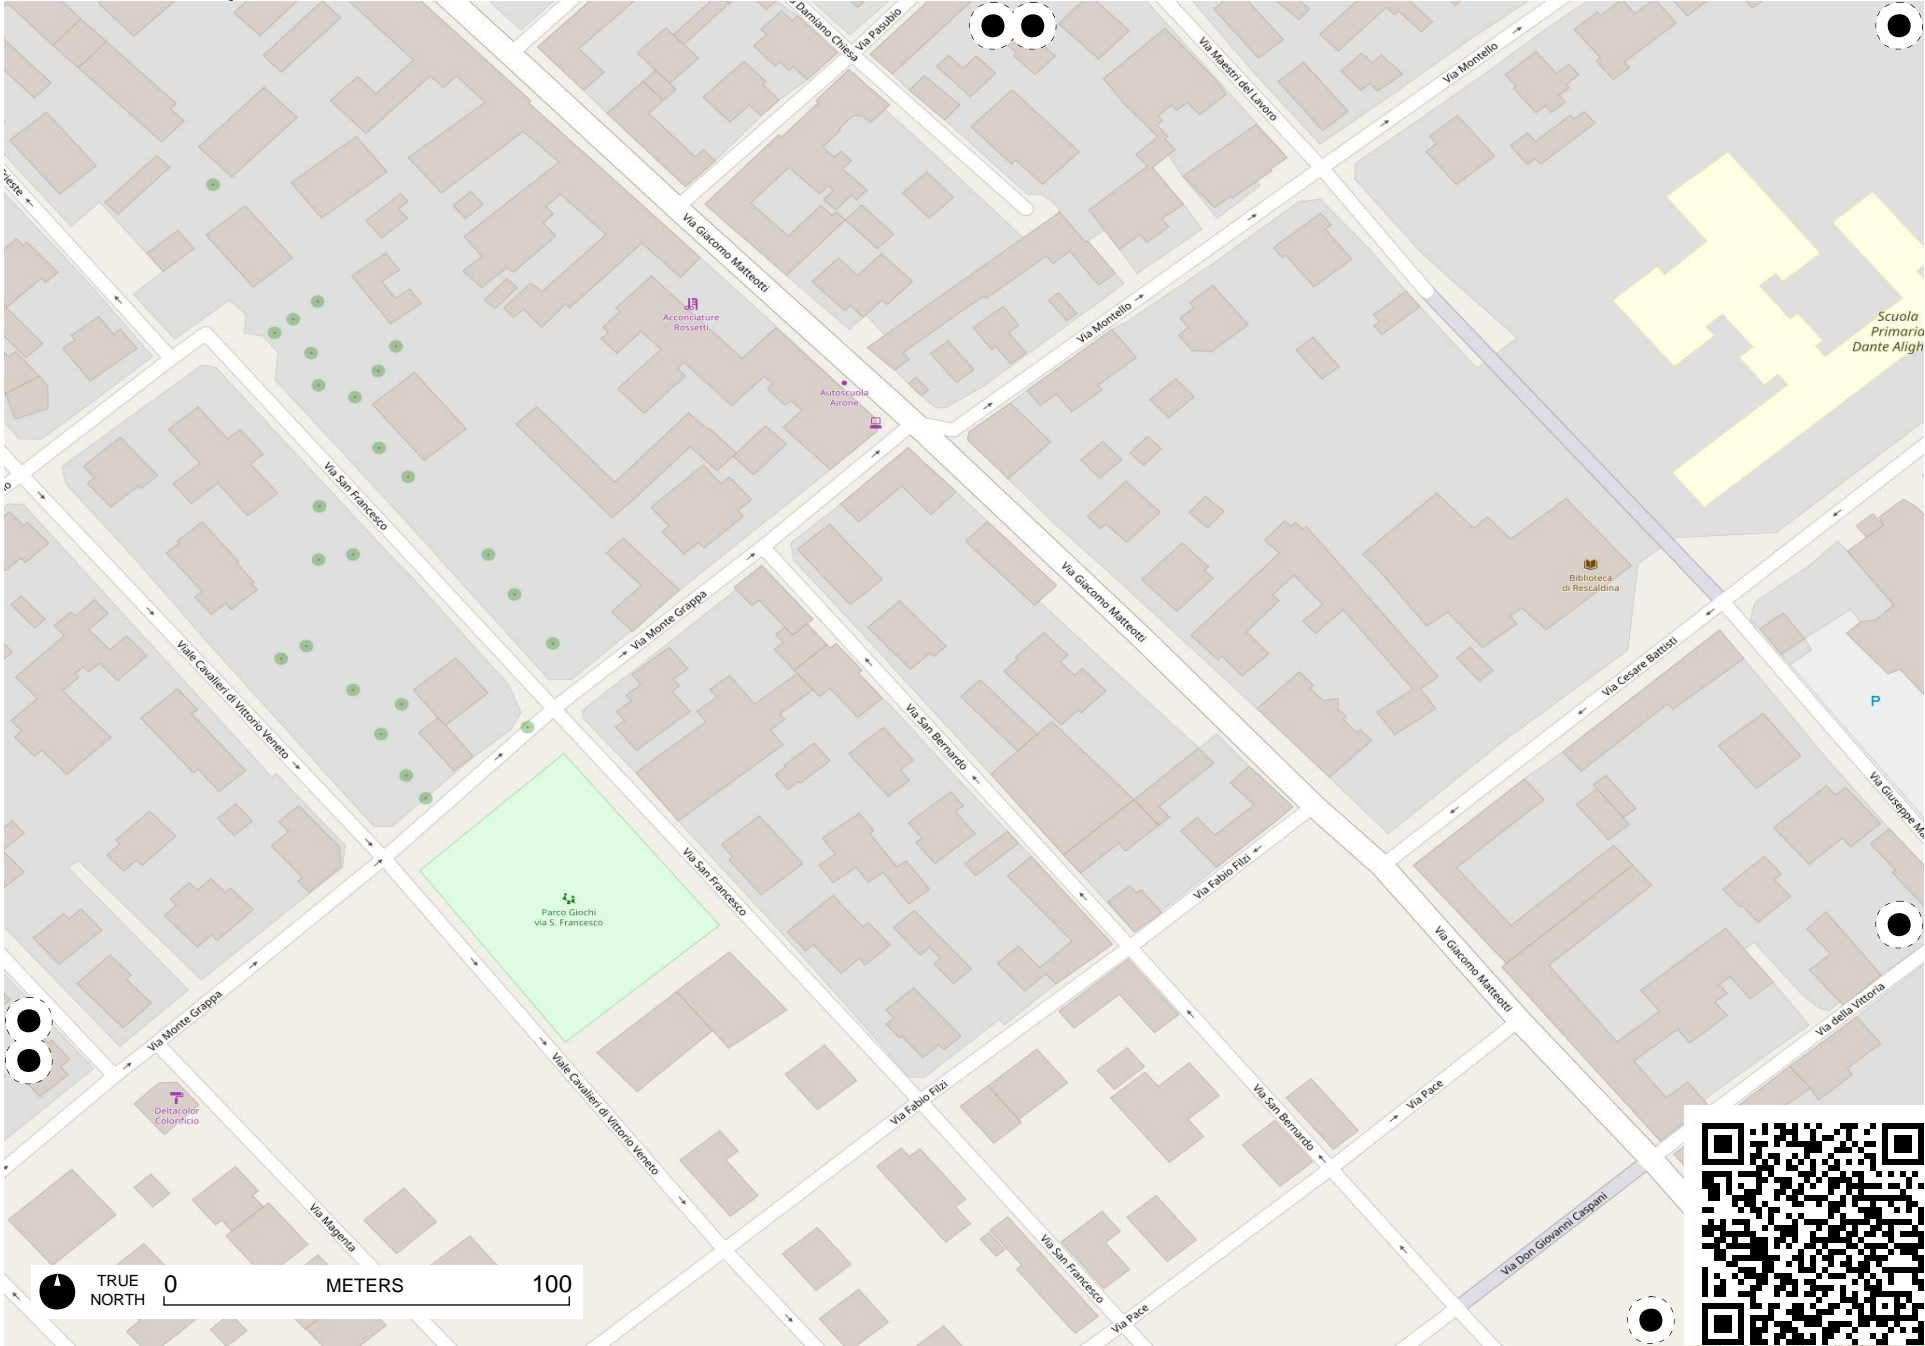 Via Damiano Chiesa
Via Pasubio
Via Maestri del Lavoro
Via Montello
Via Giacomo Matteotti
Acconciature
Rossetti
Via Montello
Scuola
Primaria
Dante Aligh
Autoscuola
Airone
Via San Francesco
Via Giacomo Matteotti
Biblioteca
di Rescaldina
Via Monte Grappa
Via Cesare Battisti
Viale Cavalieri di Vittorio Veneto
Via San Bernardo
P
Via Giuseppe Ma
Via San Francesco
Via Fabio Filzi
Parco Giochi
via S. Francesco
Via Giacomo Matteotti
Via Monte Grappa
Via della Vittoria
Deltacolor
Colorificio
Viale Cavalieri di Vittorio Veneto
Via Fabio Filzi
Via San Bernardo
Via Pace
Via Magenta
Via San Francesco
Via Don Giovanni Caspani
Via Pace
TRUE
NORTH
0 METERS 100